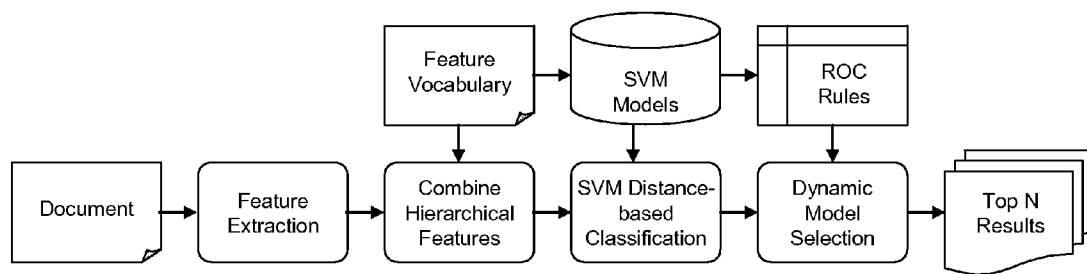 Feature
Vocabulary
SVM
Models
ROC
Rules
Document
Feature
Extraction
Combine
Hierarchical
Features
SVM Distance-
based
Classification
Dynamic
Model
Selection
Top N
Results